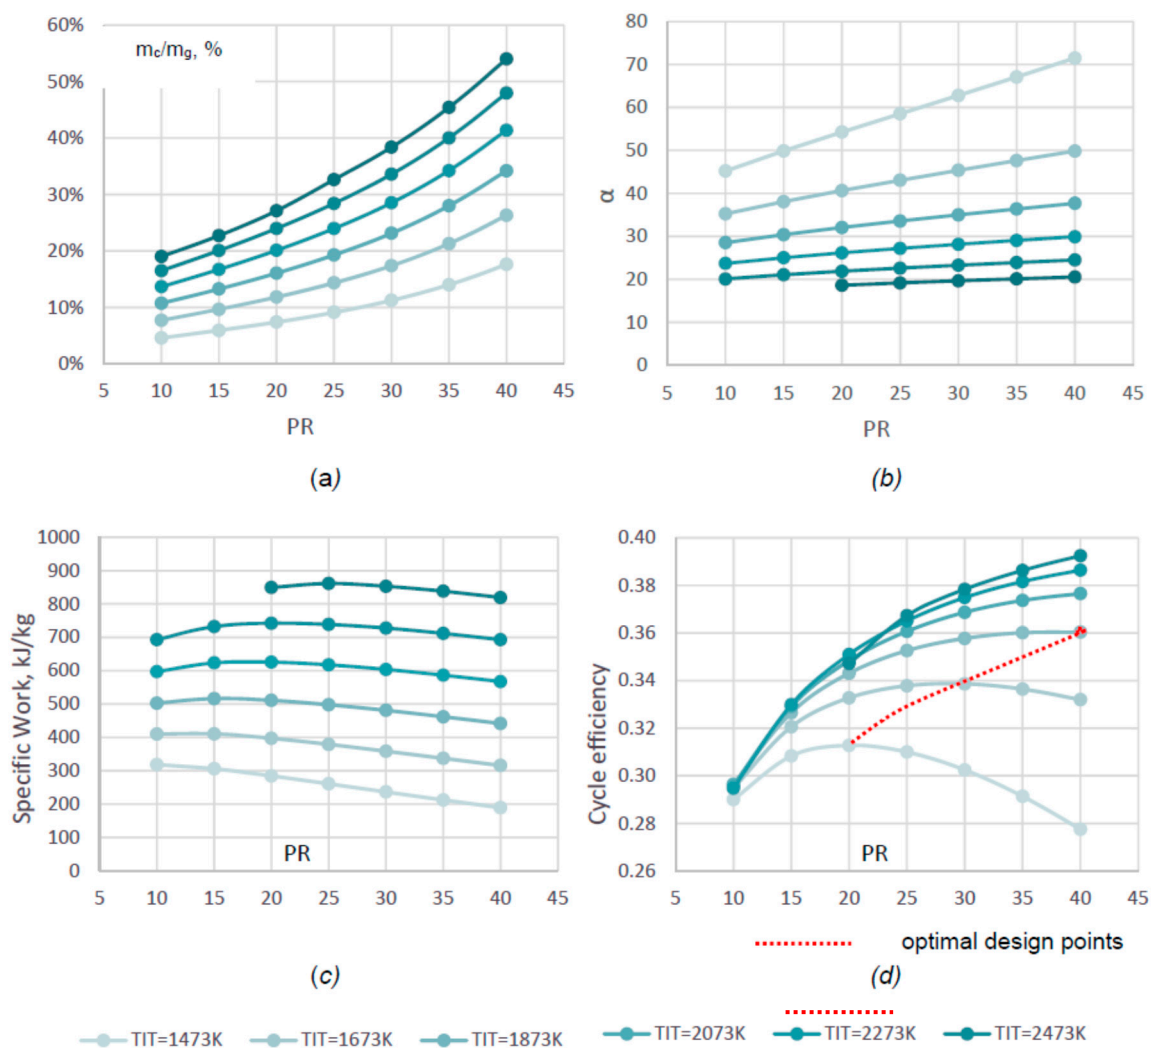 60%
50%
40%
30%
20%
10%
0%
m꜀/m_g, %
5 10 15 20 25 30 35 40 45
PR
(a)
80
70
60
50
40
30
20
10
0
α
5 10 15 20 25 30 35 40 45
PR
(b)
1000
900
800
700
600
500
400
300
200
100
0
Specific Work, kJ/kg
PR
5 10 15 20 25 30 35 40 45
(c)
0.40
0.38
0.36
0.34
0.32
0.30
0.28
0.26
Cycle efficiency
PR
5 10 15 20 25 30 35 40 45
optimal design points
(d)
TIT=1473K TIT=1673K TIT=1873K TIT=2073K TIT=2273K TIT=2473K